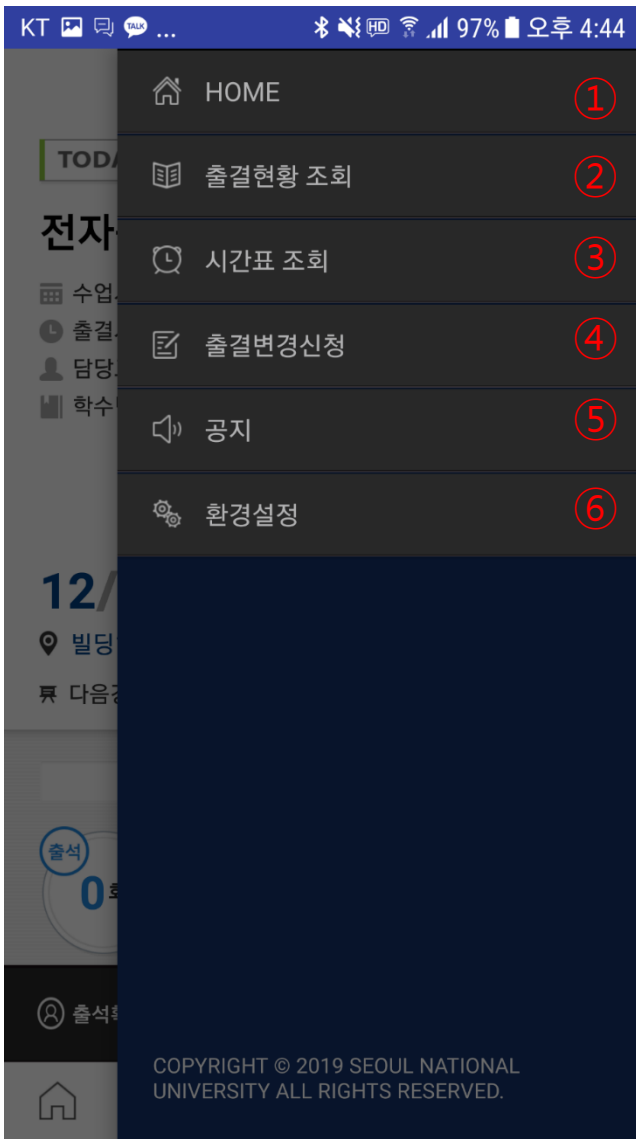 KT TALK ... HD 97% 오후 4:44
HOME ①
TODA
출결현황 조회 ②
전자
시간표 조회 ③
수업
출결
출결변경신청 ④
담당
학수
공지 ⑤
환경설정 ⑥
12/
빌딩
다음
출석
0
출석
COPYRIGHT © 2019 SEOUL NATIONAL
UNIVERSITY ALL RIGHTS RESERVED.